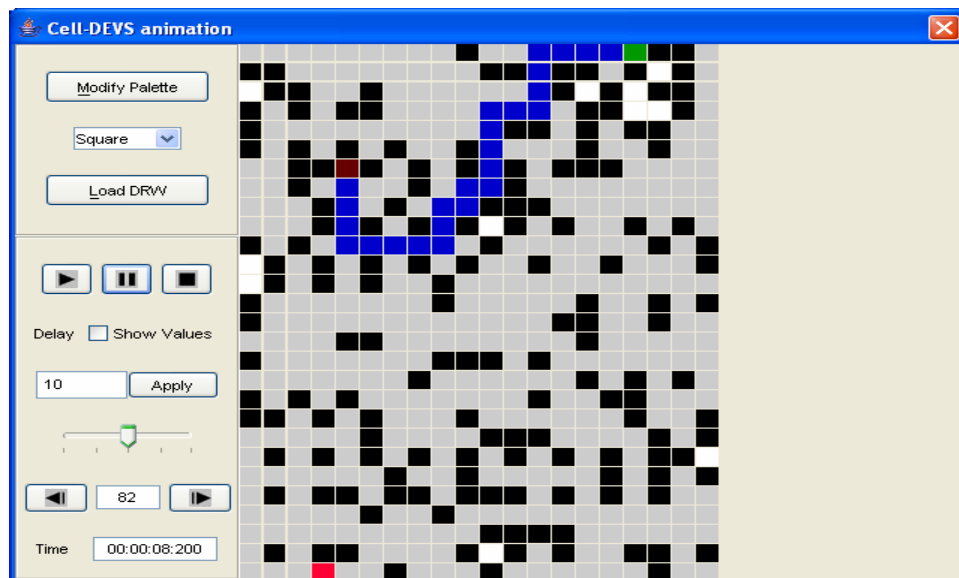 Cell-DEVS animation
Modify Palette
Square
Load DRW
Delay Show Values
10 Apply
82
Time 00:00:08:200